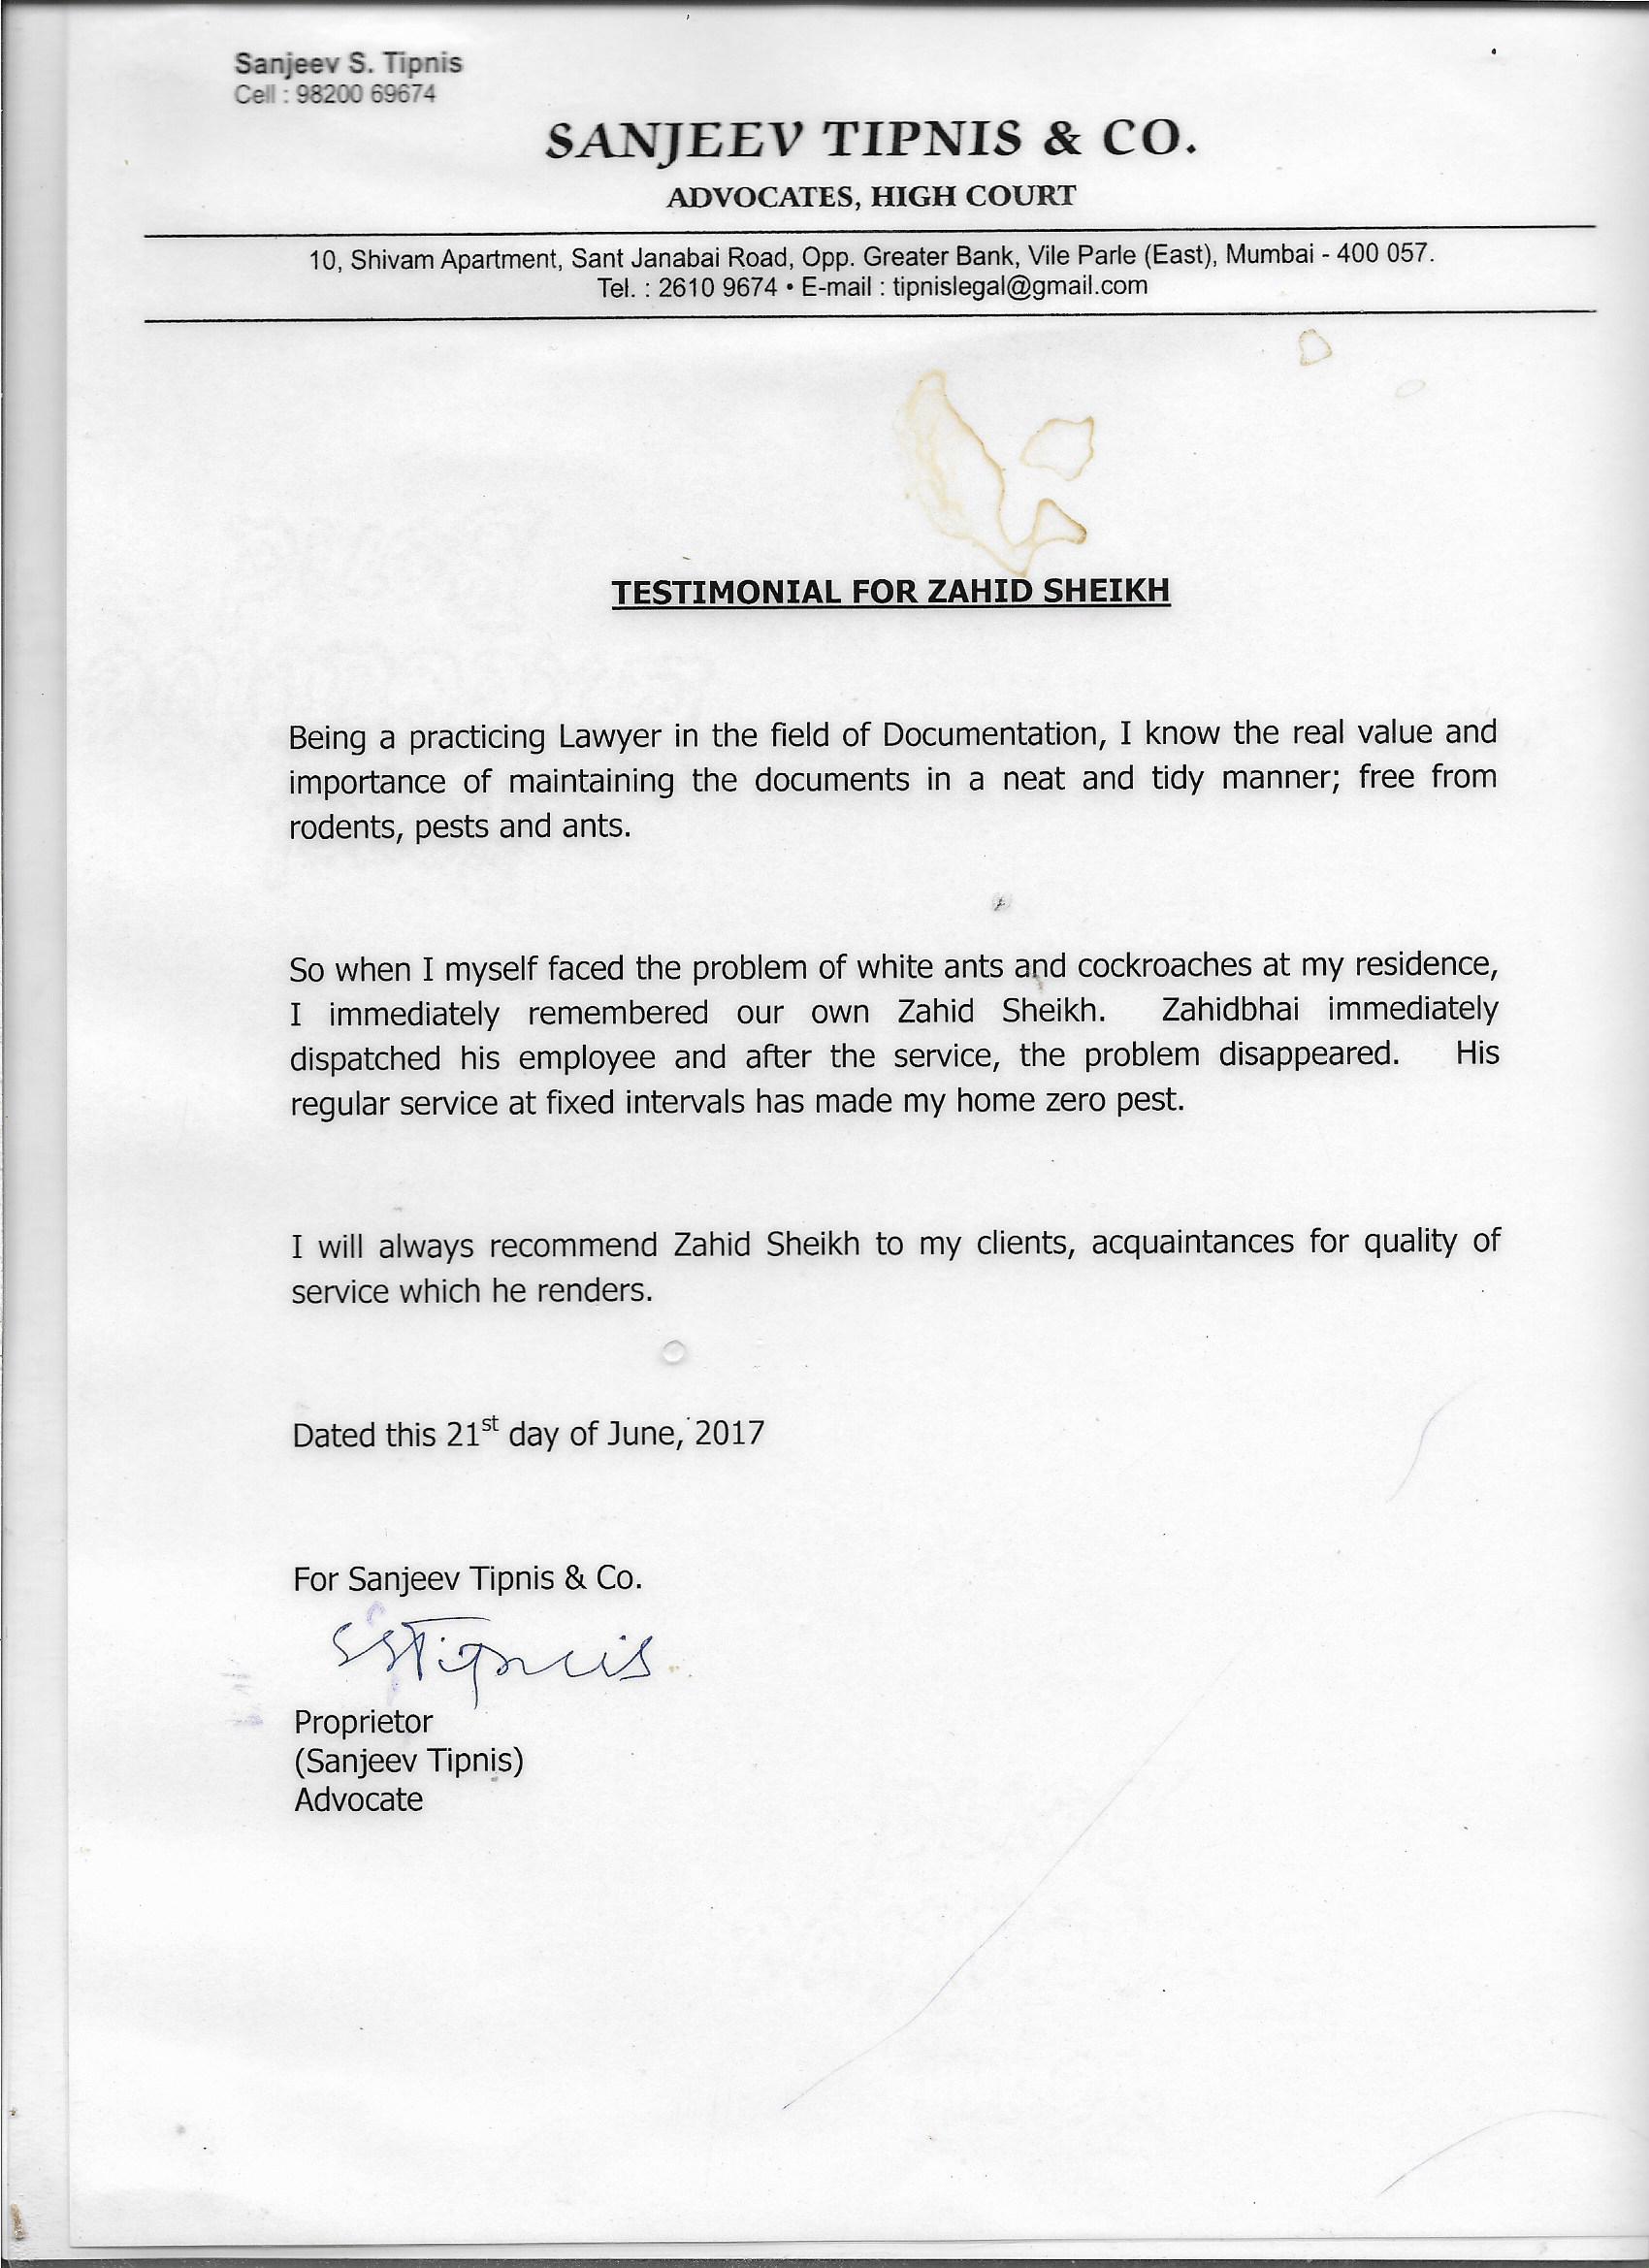 Sanjeev S. Tipnis
Cell : 98200 69674
SANJEEV TIPNIS & CO.
ADVOCATES, HIGH COURT
10, Shivam Apartment, Sant Janabai Road, Opp. Greater Bank, Vile Parle (East), Mumbai - 400 057.
Tel. : 2610 9674 • E-mail : tipnislegal@gmail.com
TESTIMONIAL FOR ZAHID SHEIKH
Being a practicing Lawyer in the field of Documentation, I know the real value and
importance of maintaining the documents in a neat and tidy manner; free from
rodents, pests and ants.
So when I myself faced the problem of white ants and cockroaches at my residence,
I immediately remembered our own Zahid Sheikh. Zahidbhai immediately
dispatched his employee and after the service, the problem disappeared. His
regular service at fixed intervals has made my home zero pest.
I will always recommend Zahid Sheikh to my clients, acquaintances for quality of
service which he renders.
Dated this 21st day of June, 2017
For Sanjeev Tipnis & Co.
SSTipnis
Proprietor
(Sanjeev Tipnis)
Advocate